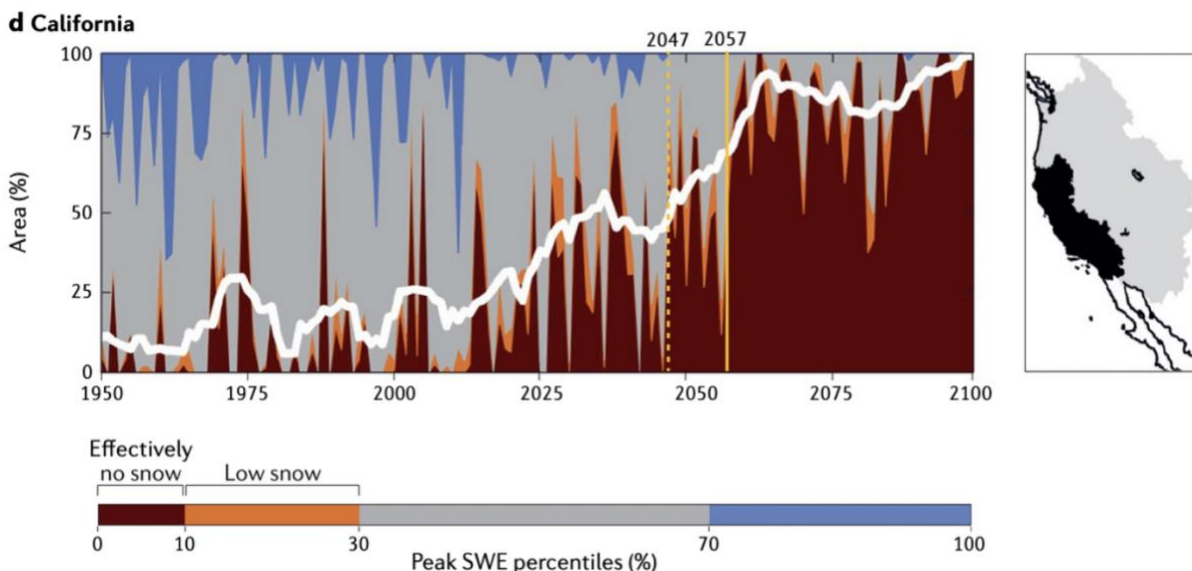 d California
2047 2057
100
75
50
25
0
Area (%)
1950 1975 2000 2025 2050 2075 2100
Effectively
no snow Low snow
0 10 30 70 100
Peak SWE percentiles (%)